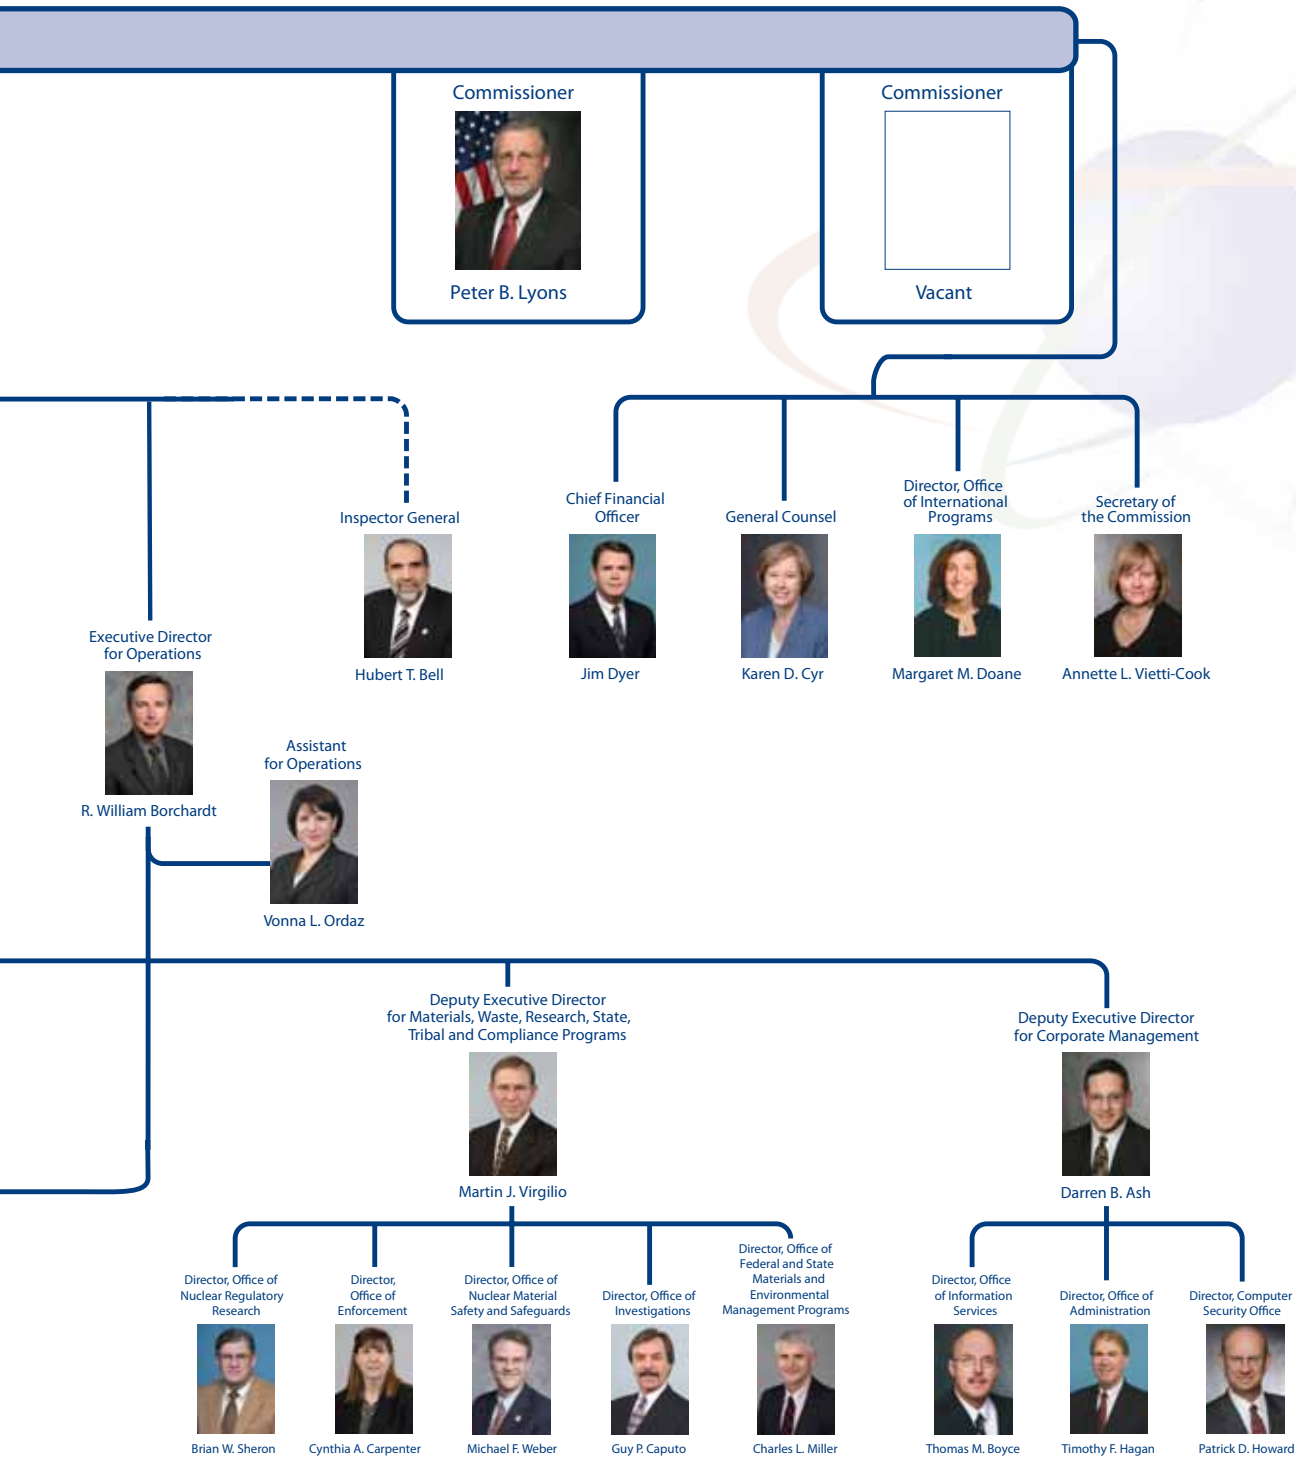 Commissioner
Peter B. Lyons
Commissioner
Vacant
Inspector General
Hubert T. Bell
Chief Financial
Officer
Jim Dyer
General Counsel
Karen D. Cyr
Director, Office
of International
Programs
Margaret M. Doane
Secretary of
the Commission
Annette L. Vietti-Cook
Executive Director
for Operations
R. William Borchardt
Assistant
for Operations
Vonna L. Ordaz
Deputy Executive Director
for Materials, Waste, Research, State,
Tribal and Compliance Programs
Martin J. Virgilio
Deputy Executive Director
for Corporate Management
Darren B. Ash
Director, Office of
Nuclear Regulatory
Research
Brian W. Sheron
Director,
Office of
Enforcement
Cynthia A. Carpenter
Director, Office of
Nuclear Material
Safety and Safeguards
Michael F. Weber
Director, Office of
Investigations
Guy P. Caputo
Director, Office of
Federal and State
Materials and
Environmental
Management Programs
Charles L. Miller
Director, Office
of Information
Services
Thomas M. Boyce
Director, Office of
Administration
Timothy F. Hagan
Director, Computer
Security Office
Patrick D. Howard